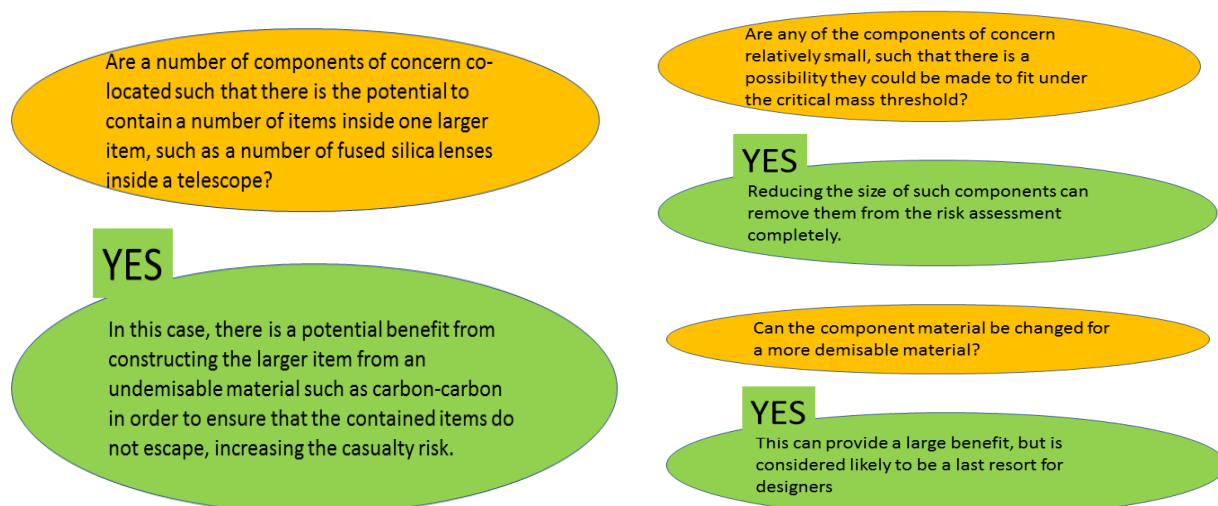 Are a number of components of concern co-
located such that there is the potential to
contain a number of items inside one larger
item, such as a number of fused silica lenses
inside a telescope?
YES
In this case, there is a potential benefit from
constructing the larger item from an
undemisable material such as carbon-carbon
in order to ensure that the contained items do
not escape, increasing the casualty risk.
Are any of the components of concern
relatively small, such that there is a
possibility they could be made to fit under
the critical mass threshold?
YES
Reducing the size of such components can
remove them from the risk assessment
completely.
Can the component material be changed for
a more demisable material?
YES
This can provide a large benefit, but is
considered likely to be a last resort for
designers